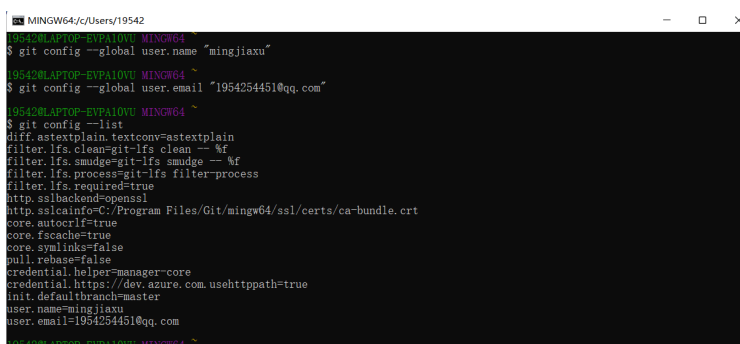 MINGW64:/c/Users/19542
19542@LAPTOP-EVPA10VU MINGW64 ~
$ git config --global user.name "mingjiaxu"
19542@LAPTOP-EVPA10VU MINGW64 ~
$ git config --global user.email "1954254451@qq.com"
19542@LAPTOP-EVPA10VU MINGW64 ~
$ git config --list
diff.astextplain.textconv=astextplain
filter.lfs.clean=git-lfs clean -- %f
filter.lfs.smudge=git-lfs smudge -- %f
filter.lfs.process=git-lfs filter-process
filter.lfs.required=true
http.sslbackend=openssl
http.sslcainfo=C:/Program Files/Git/mingw64/ssl/certs/ca-bundle.crt
core.autocrlf=true
core.fscache=true
core.symlinks=false
pull.rebase=false
credential.helper=manager-core
credential.https://dev.azure.com.usehttppath=true
init.defaultbranch=master
user.name=mingjiaxu
user.email=1954254451@qq.com
19542@LAPTOP-EVPA10VU MINGW64 ~